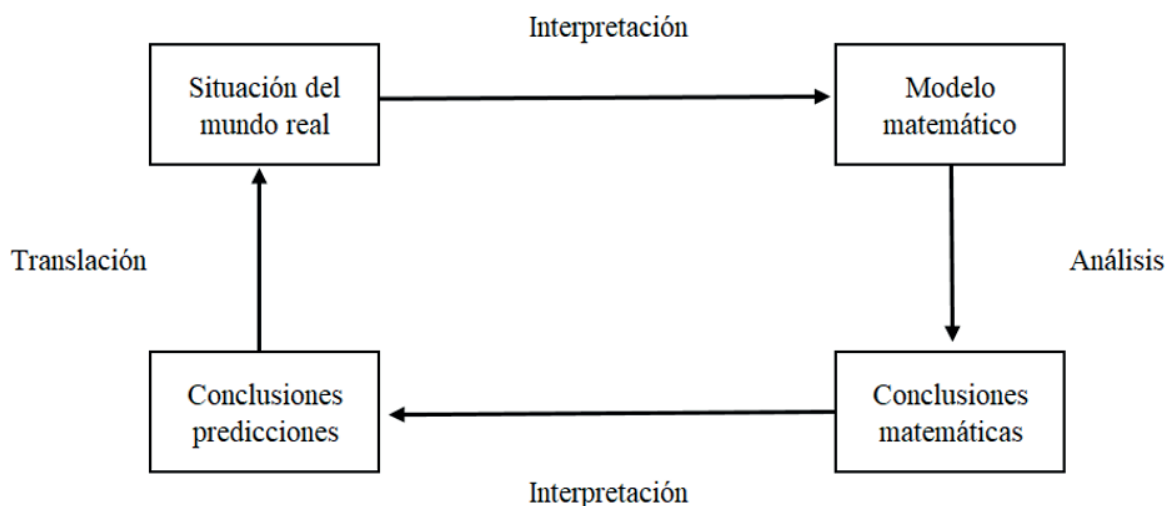 Interpretación
Situación del
mundo real
Modelo
matemático
Translación
Análisis
Conclusiones
predicciones
Conclusiones
matemáticas
Interpretación